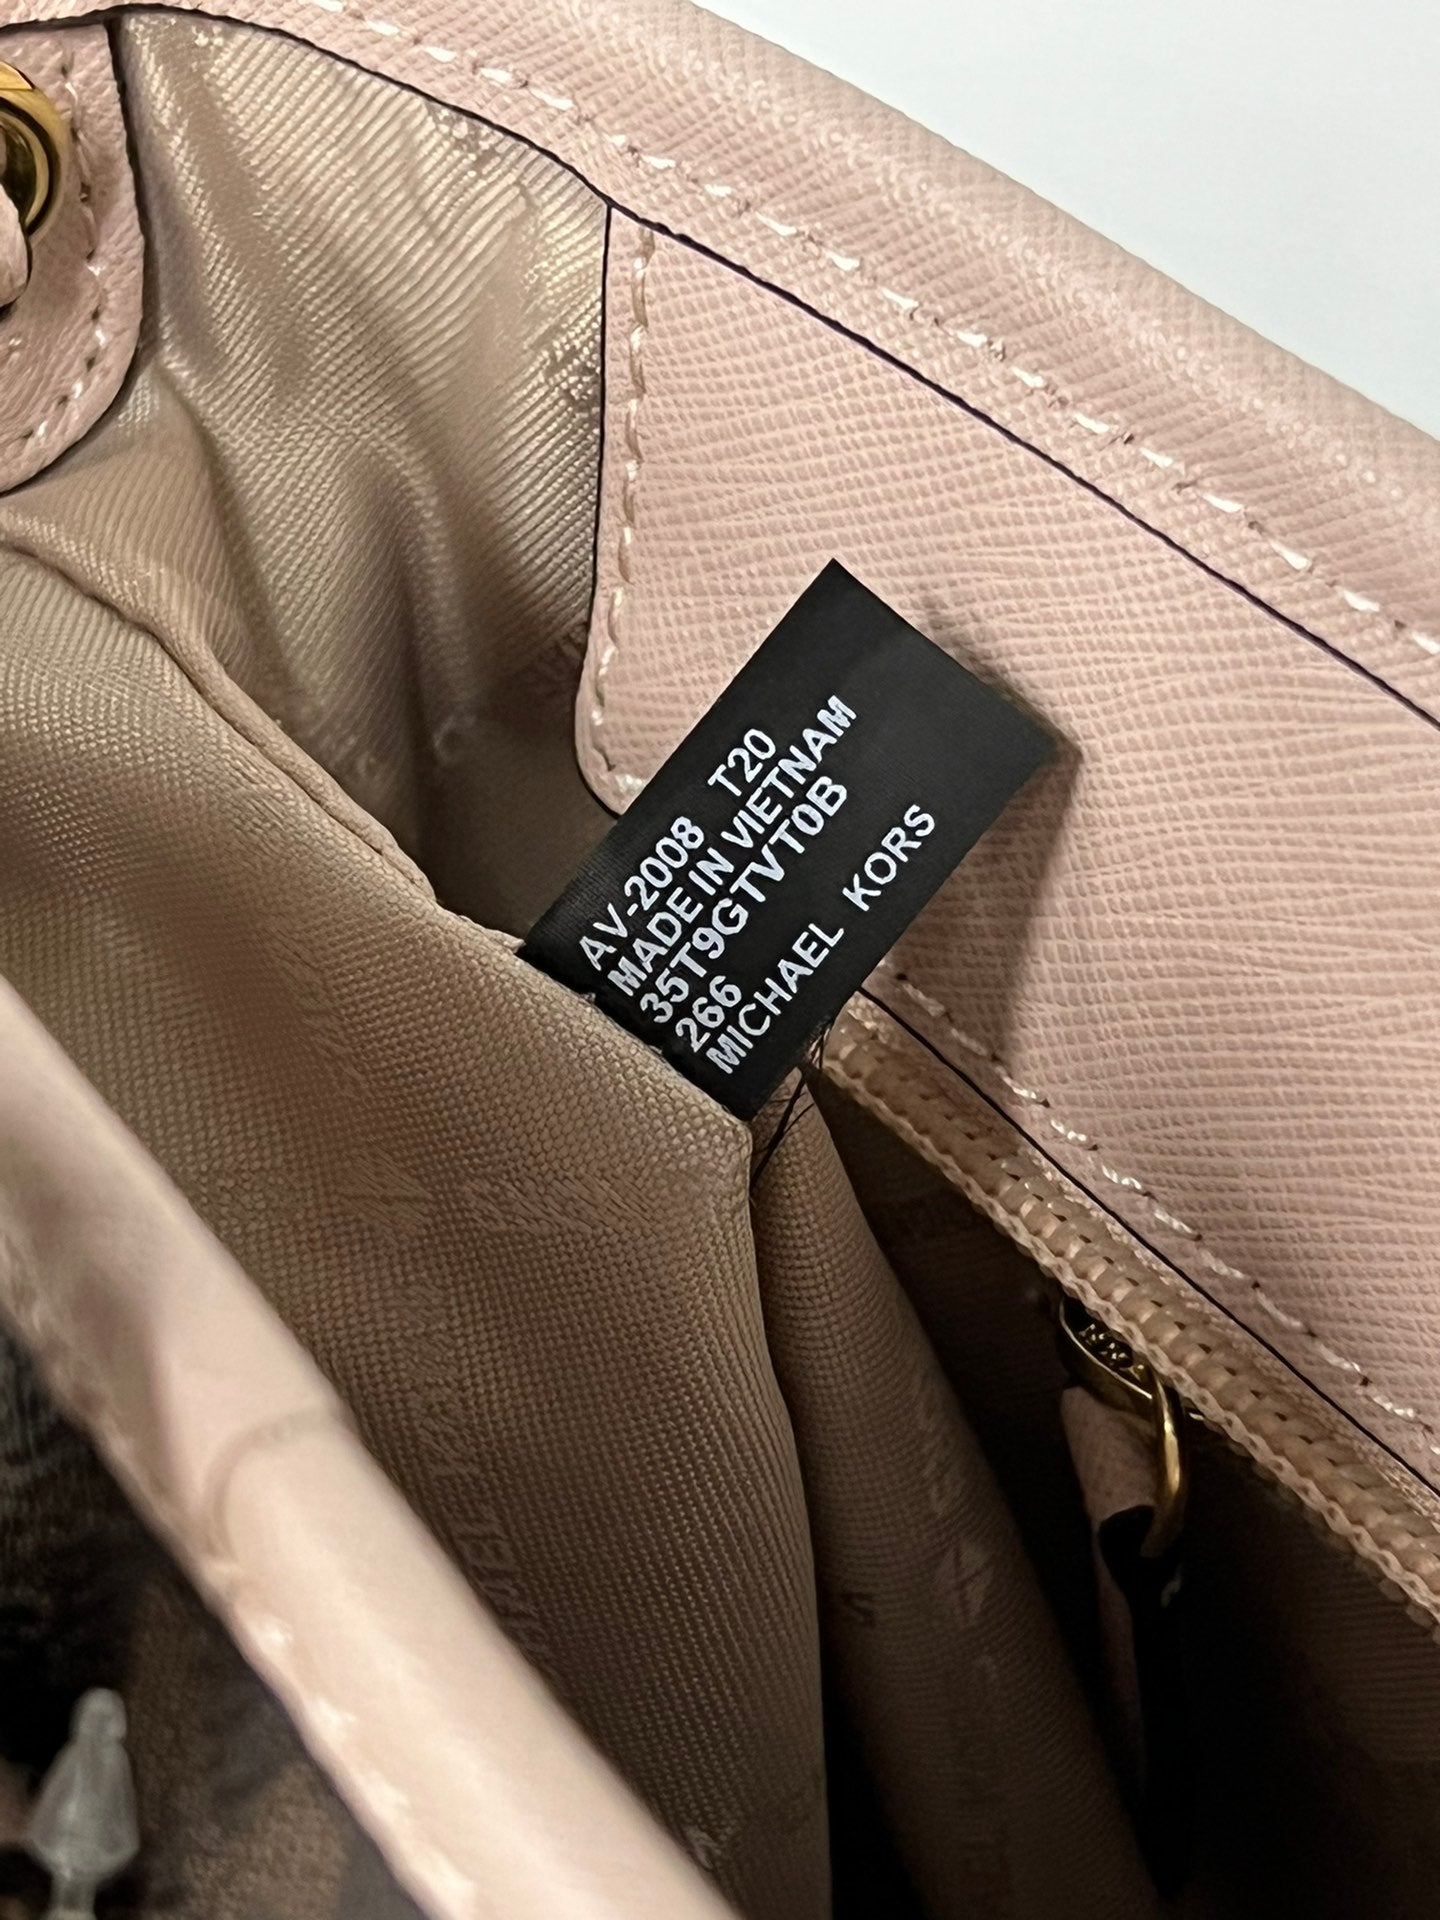 AV-2008 T20
MADE IN VIETNAM
35T9GTVT0B
266
MICHAEL KORS